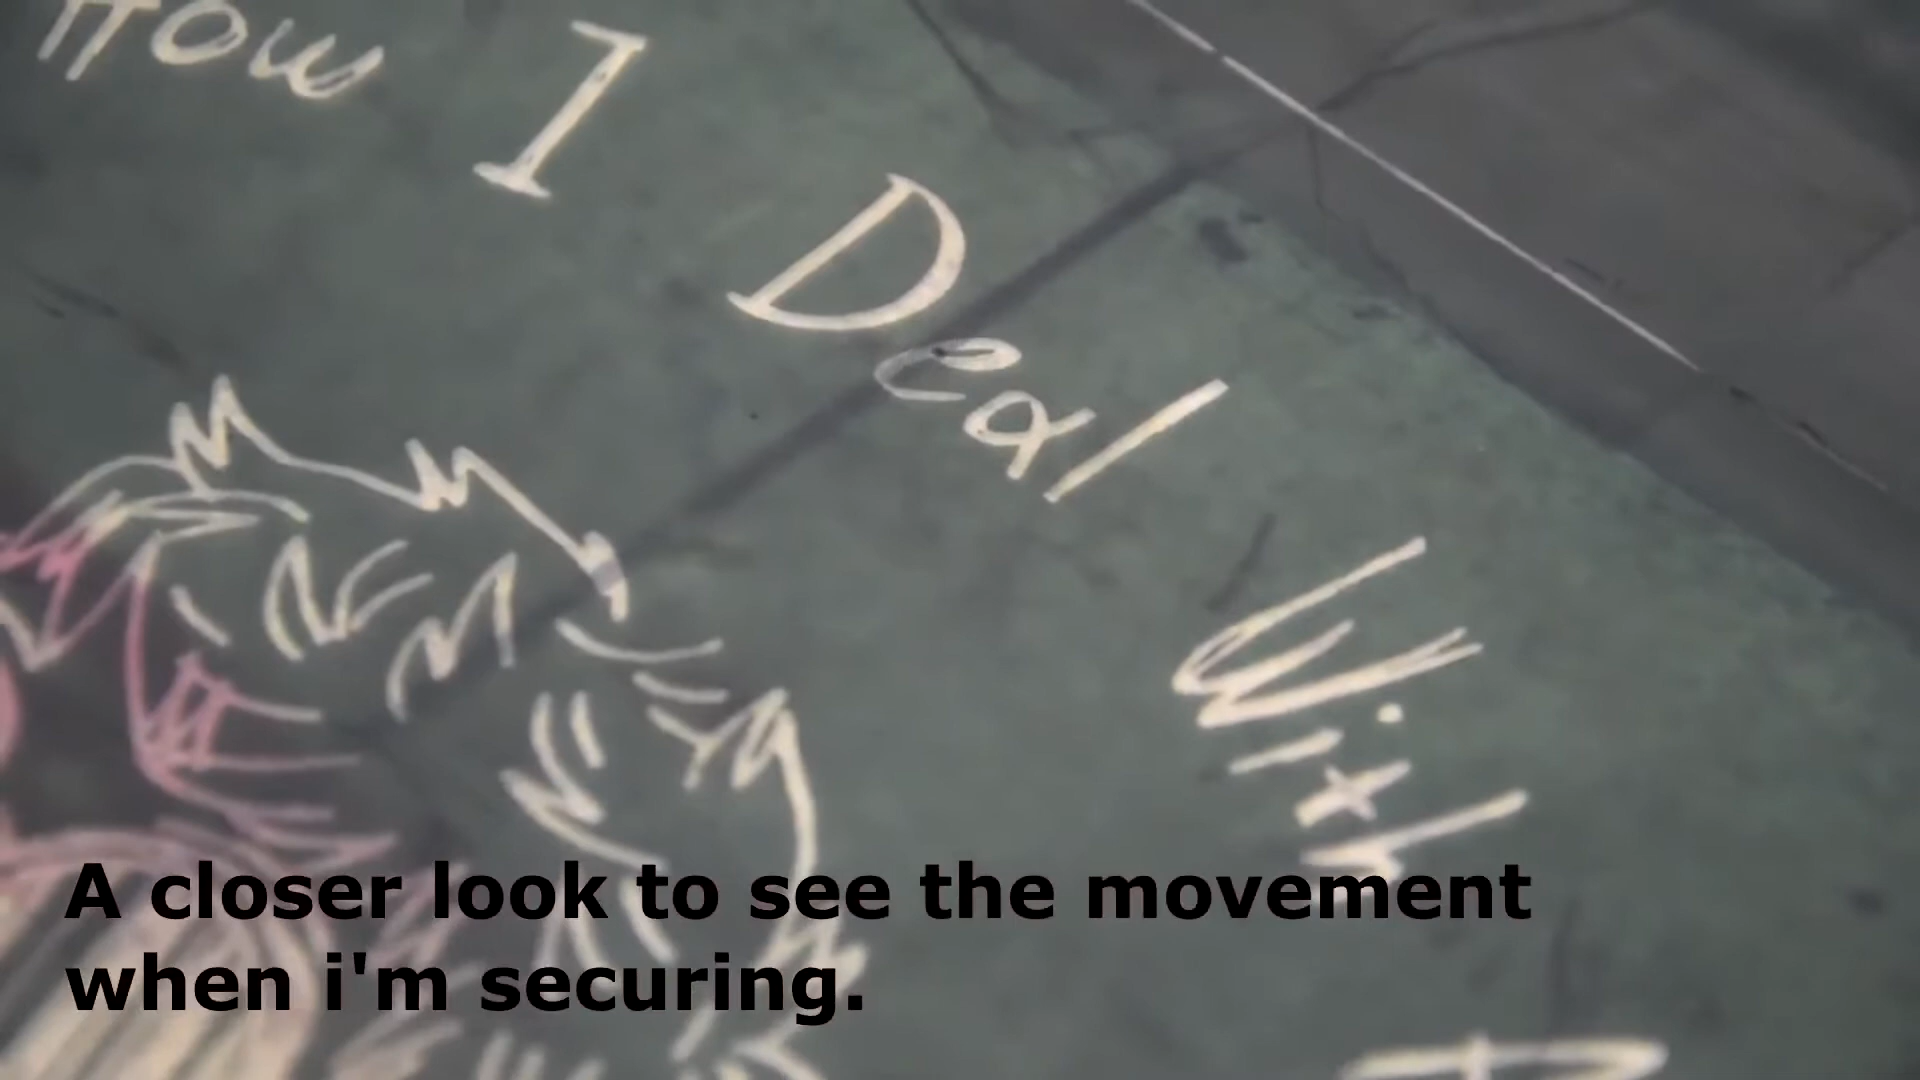 How I Deal With
A closer look to see the movement
when i'm securing.